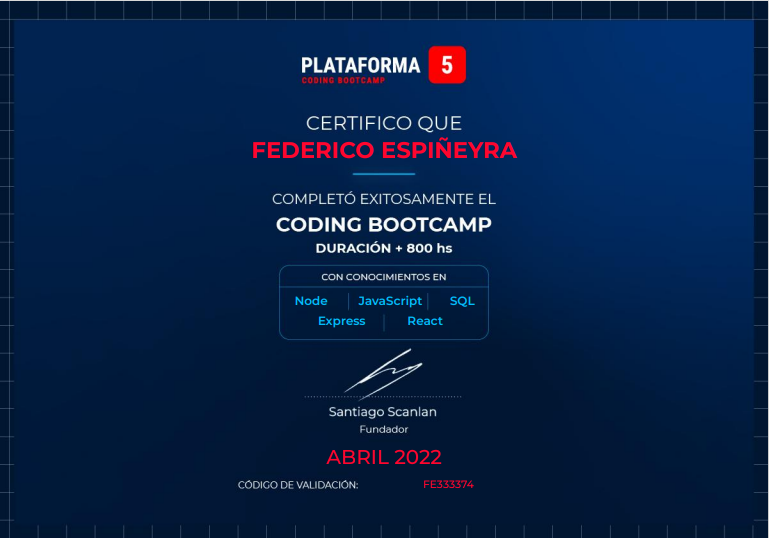 PLATAFORMA 5
CODING BOOTCAMP
CERTIFICO QUE
FEDERICO ESPIÑEYRA
COMPLETÓ EXITOSAMENTE EL
CODING BOOTCAMP
DURACIÓN + 800 hs
CON CONOCIMIENTOS EN
Node JavaScript SQL
Express React
Santiago Scanlan
Fundador
ABRIL 2022
CÓDIGO DE VALIDACIÓN: FE333374